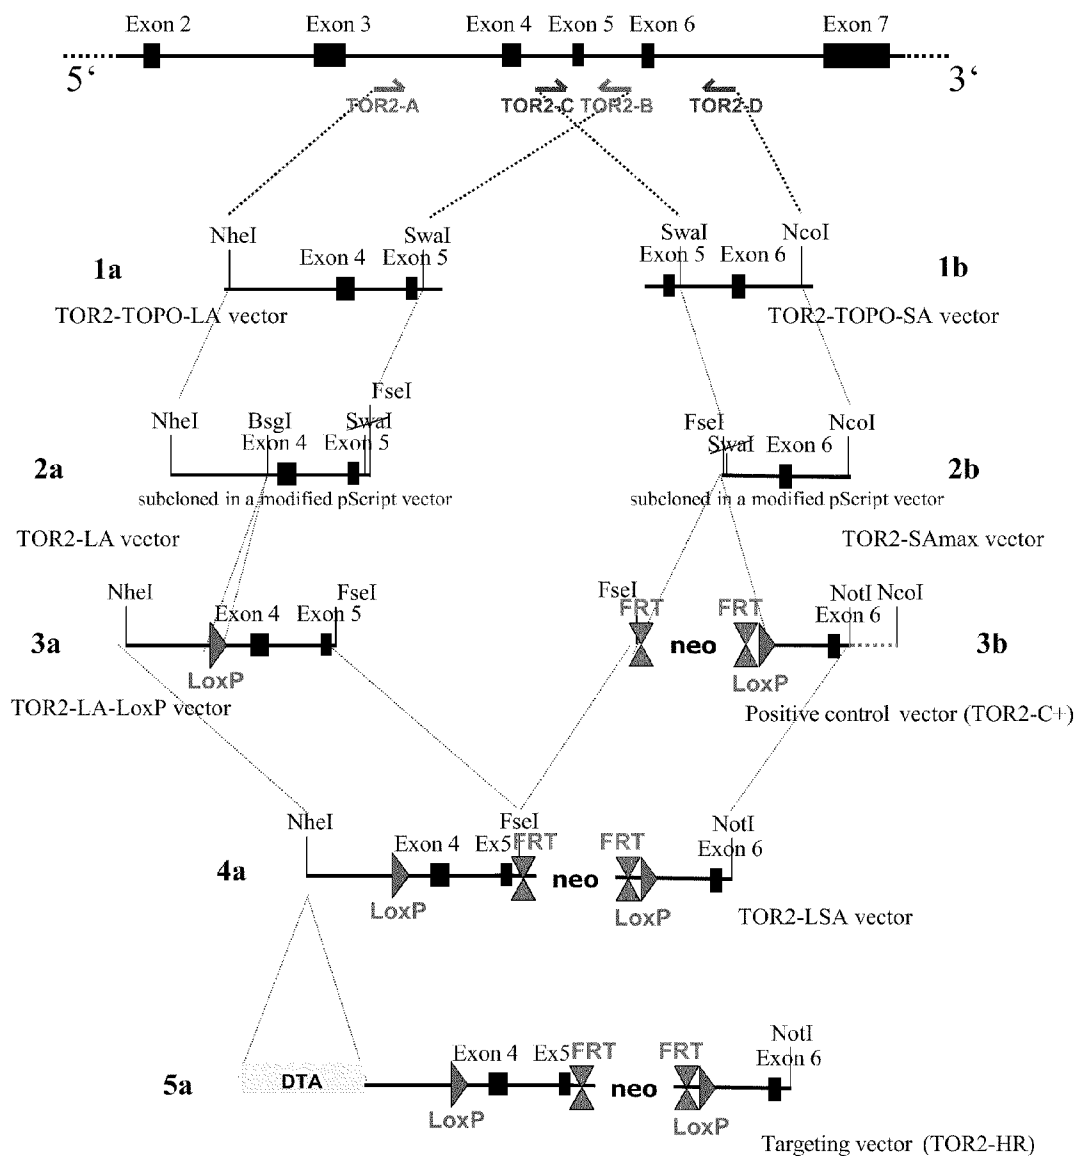 Exon 2 Exon 3 Exon 4 Exon 5 Exon 6 Exon 7
5‘ 3‘
TOR2-A TOR2-C TOR2-B TOR2-D
NheI SwaI SwaI NcoI
Exon 4 Exon 5 Exon 5 Exon 6
1a 1b
TOR2-TOPO-LA vector TOR2-TOPO-SA vector
FseI
NheI BsgI SwaI FseI NcoI
Exon 4 Exon 5 SwaI Exon 6
2a 2b
subcloned in a modified pScript vector subcloned in a modified pScript vector
TOR2-LA vector TOR2-SAmax vector
NheI FseI FseI NotI NcoI
Exon 4 Exon 5 FRT FRT Exon 6
3a neo 3b
LoxP LoxP
TOR2-LA-LoxP vector Positive control vector (TOR2-C+)
NheI FseI NotI
Exon 4 Ex5 FRT FRT Exon 6
4a neo
LoxP LoxP
TOR2-LSA vector
NotI
Exon 4 Ex5 FRT FRT Exon 6
5a DTA neo
LoxP LoxP
Targeting vector (TOR2-HR)